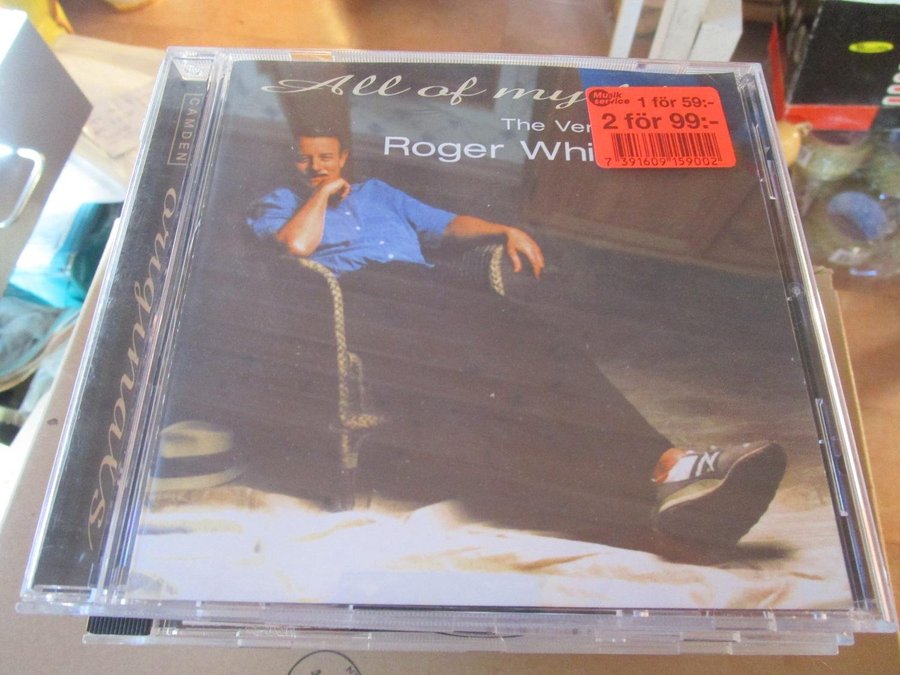 All of my
The Ver
Roger Whi
Musik
service
1 för 59:-
2 för 99:-
7 391609 159002
CAMDEN
originals
N